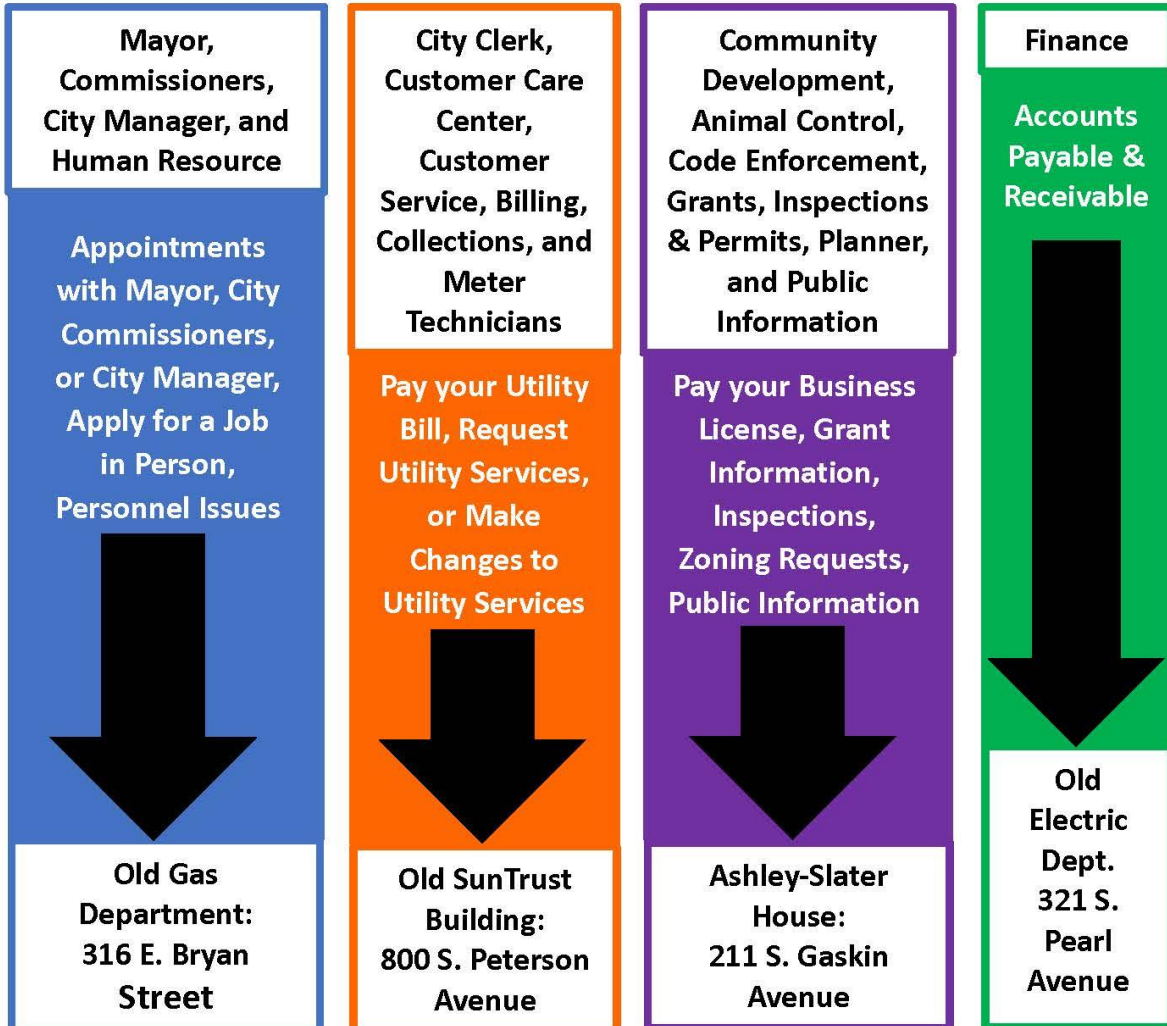 Mayor,
Commissioners,
City Manager, and
Human Resource
Appointments
with Mayor, City
Commissioners,
or City Manager,
Apply for a Job
in Person,
Personnel Issues
Old Gas
Department:
316 E. Bryan
Street
City Clerk,
Customer Care
Center,
Customer
Service, Billing,
Collections, and
Meter
Technicians
Pay your Utility
Bill, Request
Utility Services,
or Make
Changes to
Utility Services
Old SunTrust
Building:
800 S. Peterson
Avenue
Community
Development,
Animal Control,
Code Enforcement,
Grants, Inspections
& Permits, Planner,
and Public
Information
Pay your Business
License, Grant
Information,
Inspections,
Zoning Requests,
Public Information
Ashley-Slater
House:
211 S. Gaskin
Avenue
Finance
Accounts
Payable &
Receivable
Old
Electric
Dept.
321 S.
Pearl
Avenue